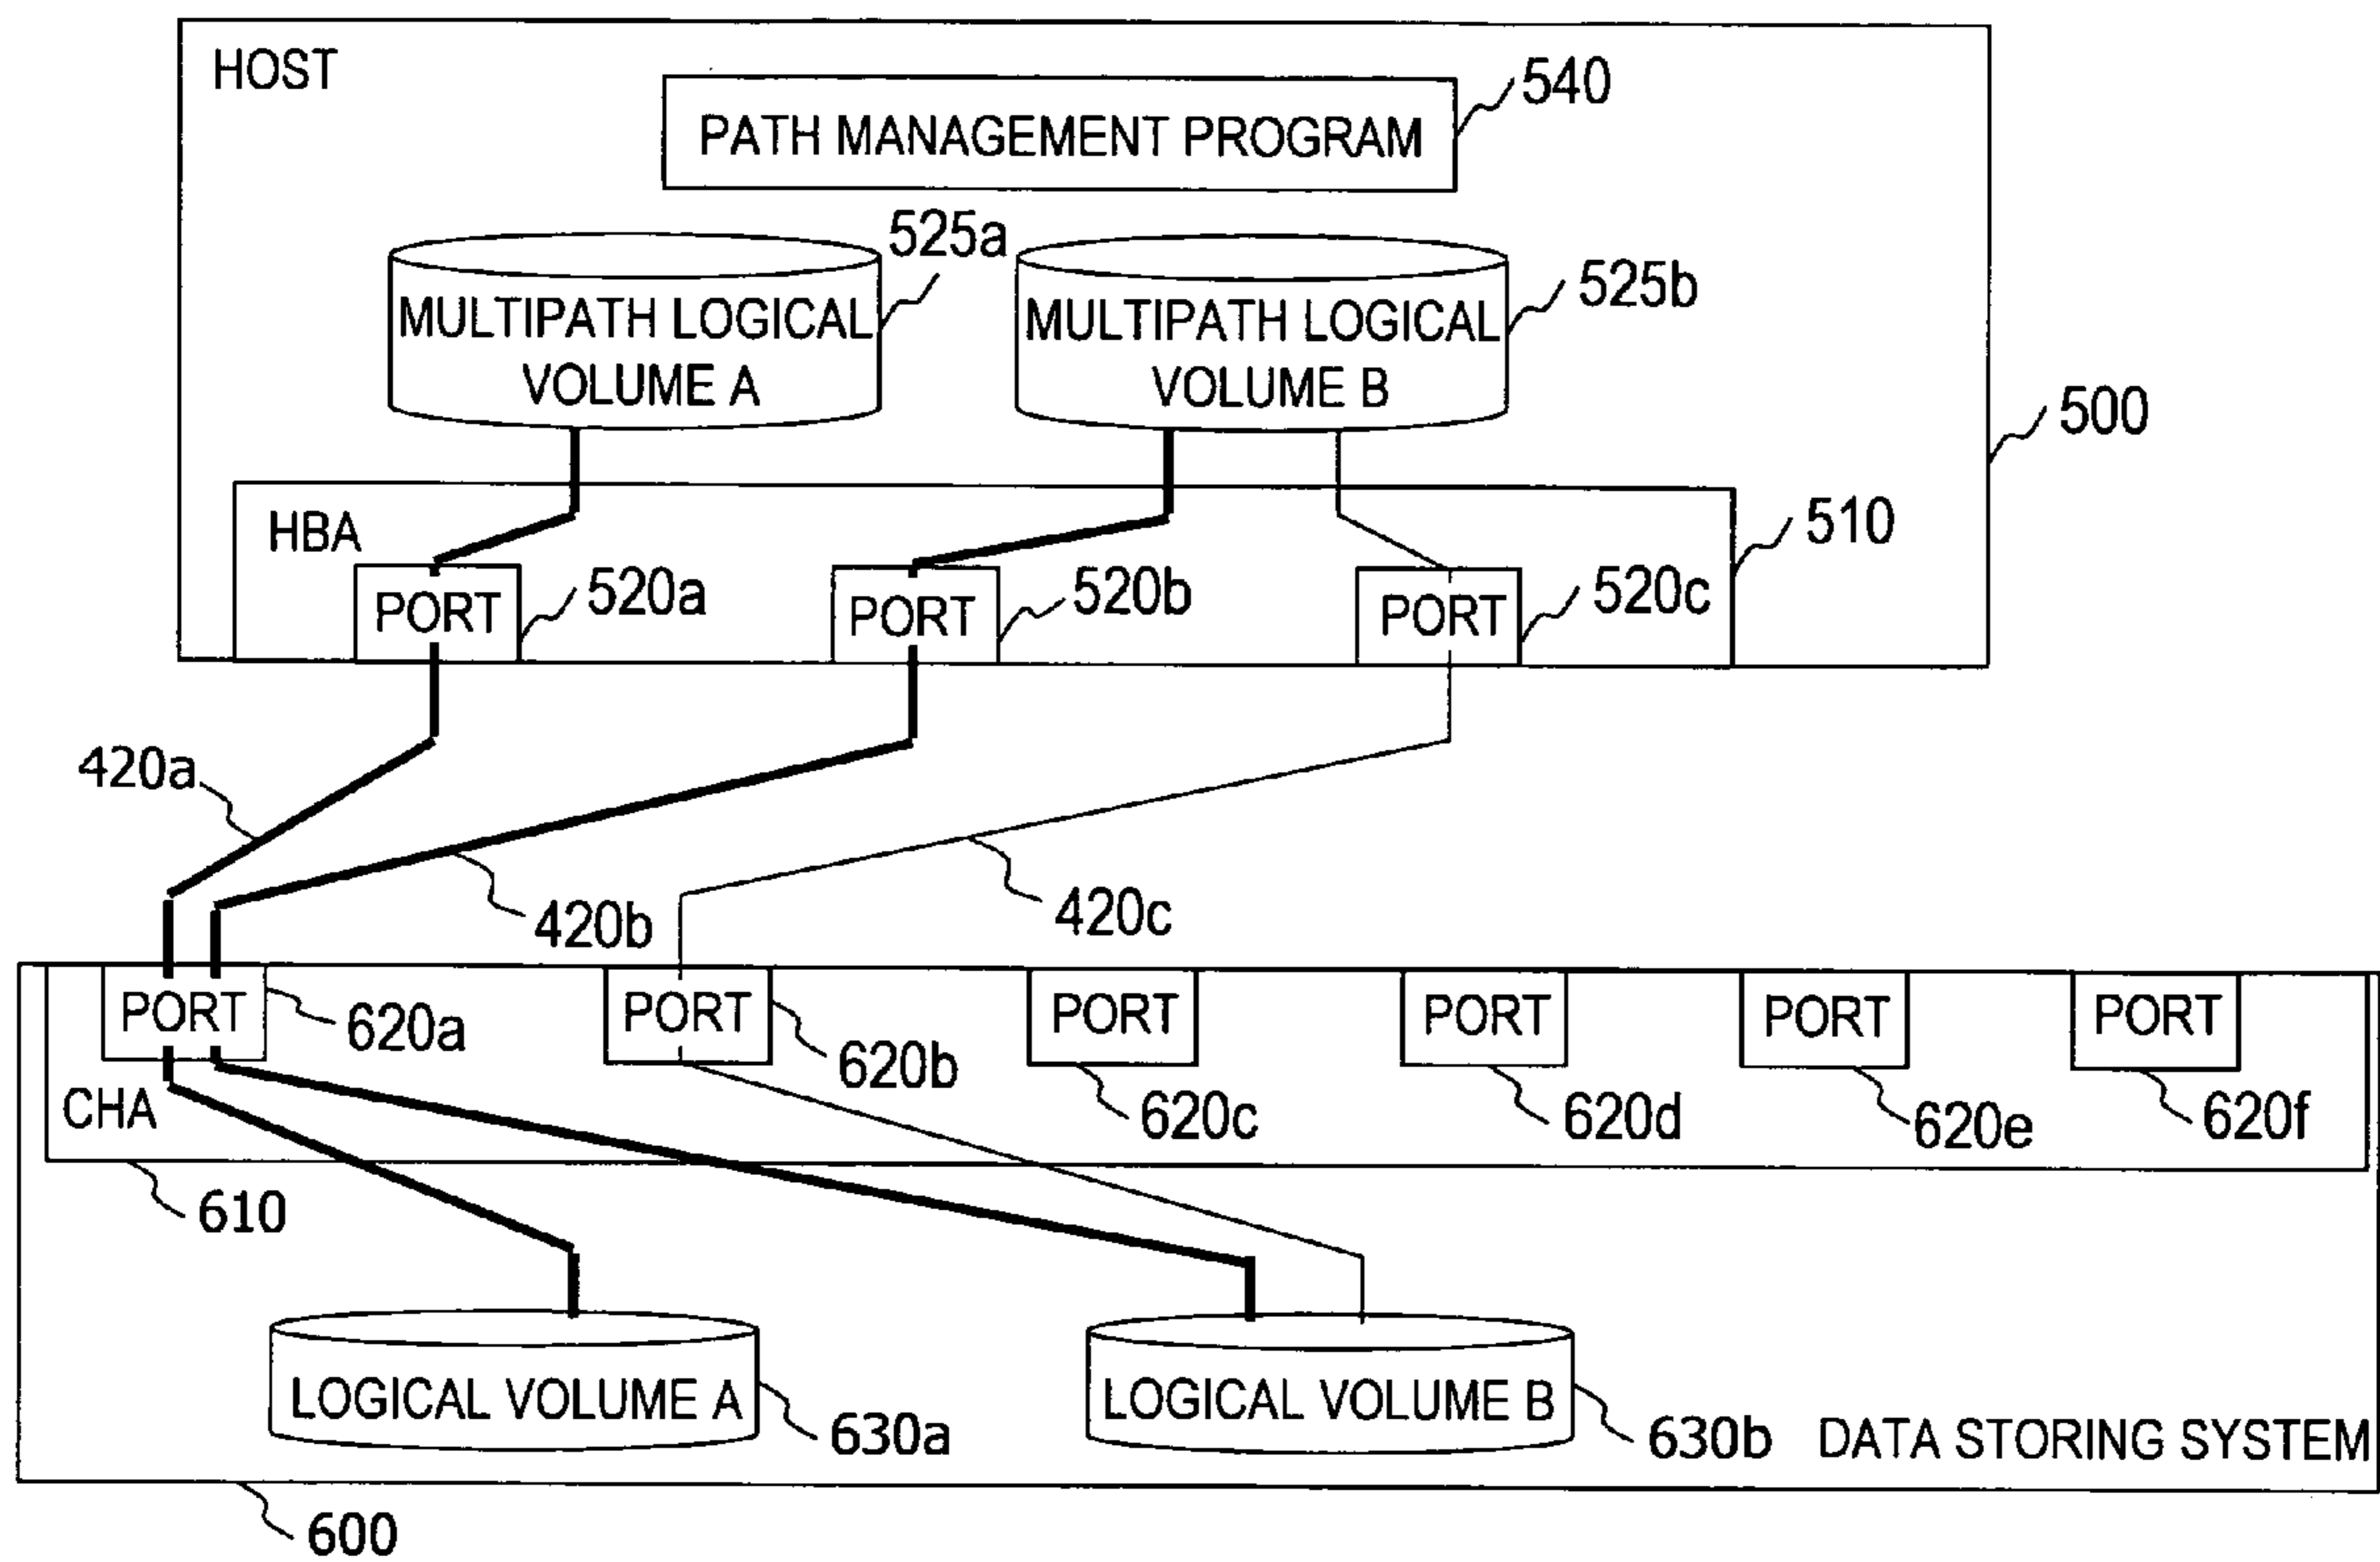 HOST
540
PATH MANAGEMENT PROGRAM
525a
525b
MULTIPATH LOGICAL
VOLUME A
MULTIPATH LOGICAL
VOLUME B
500
HBA
510
PORT
520a
PORT
520b
PORT
520c
420a
420b
420c
PORT
620a
PORT
620b
PORT
620c
PORT
620d
PORT
620e
PORT
620f
CHA
610
LOGICAL VOLUME A
630a
LOGICAL VOLUME B
630b
DATA STORING SYSTEM
600